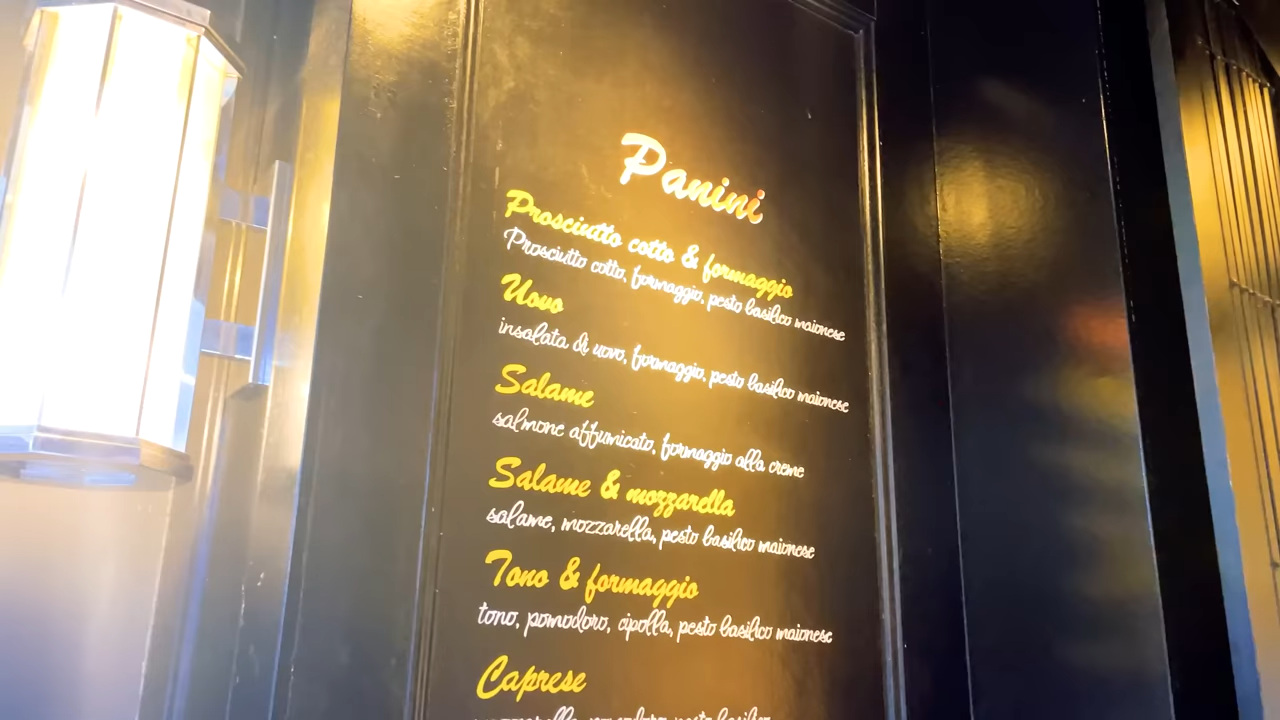 Panini
Prosciutto cotto & formaggio
Prosciutto cotto, formaggio, pesto basilico maionese
Uovo
insalata di uovo, formaggio, pesto basilico maionese
Salame
salmone affumicato, formaggio alla creme
Salame & mozzarella
salame, mozzarella, pesto basilico maionese
Tono & formaggio
tono, pomodoro, cipolla, pesto basilico maionese
Caprese